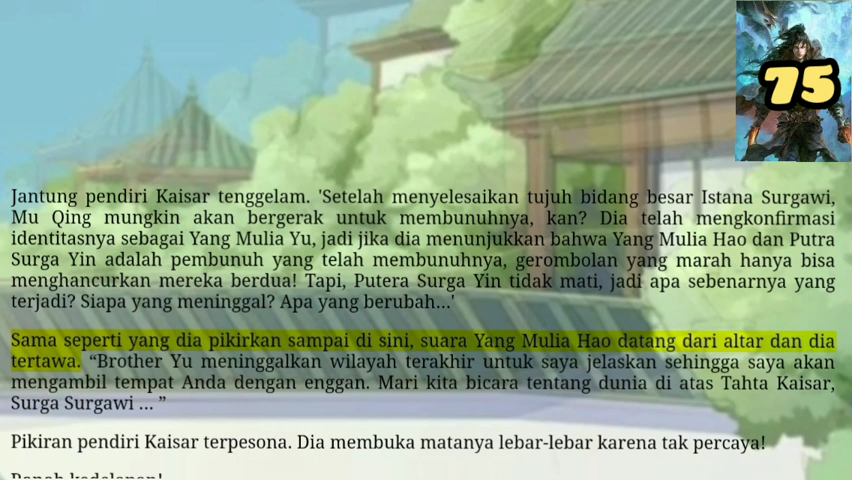 75
Jantung pendiri Kaisar tenggelam. 'Setelah menyelesaikan tujuh bidang besar Istana Surgawi,
Mu Qing mungkin akan bergerak untuk membunuhnya, kan? Dia telah mengkonfirmasi
identitasnya sebagai Yang Mulia Yu, jadi jika dia menunjukkan bahwa Yang Mulia Hao dan Putra
Surga Yin adalah pembunuh yang telah membunuhnya, gerombolan yang marah hanya bisa
menghancurkan mereka berdua! Tapi, Putera Surga Yin tidak mati, jadi apa sebenarnya yang
terjadi? Siapa yang meninggal? Apa yang berubah...'
Sama seperti yang dia pikirkan sampai di sini, suara Yang Mulia Hao datang dari altar dan dia
tertawa. “Brother Yu meninggalkan wilayah terakhir untuk saya jelaskan sehingga saya akan
mengambil tempat Anda dengan enggan. Mari kita bicara tentang dunia di atas Tahta Kaisar,
Surga Surgawi ... ”
Pikiran pendiri Kaisar terpesona. Dia membuka matanya lebar-lebar karena tak percaya!